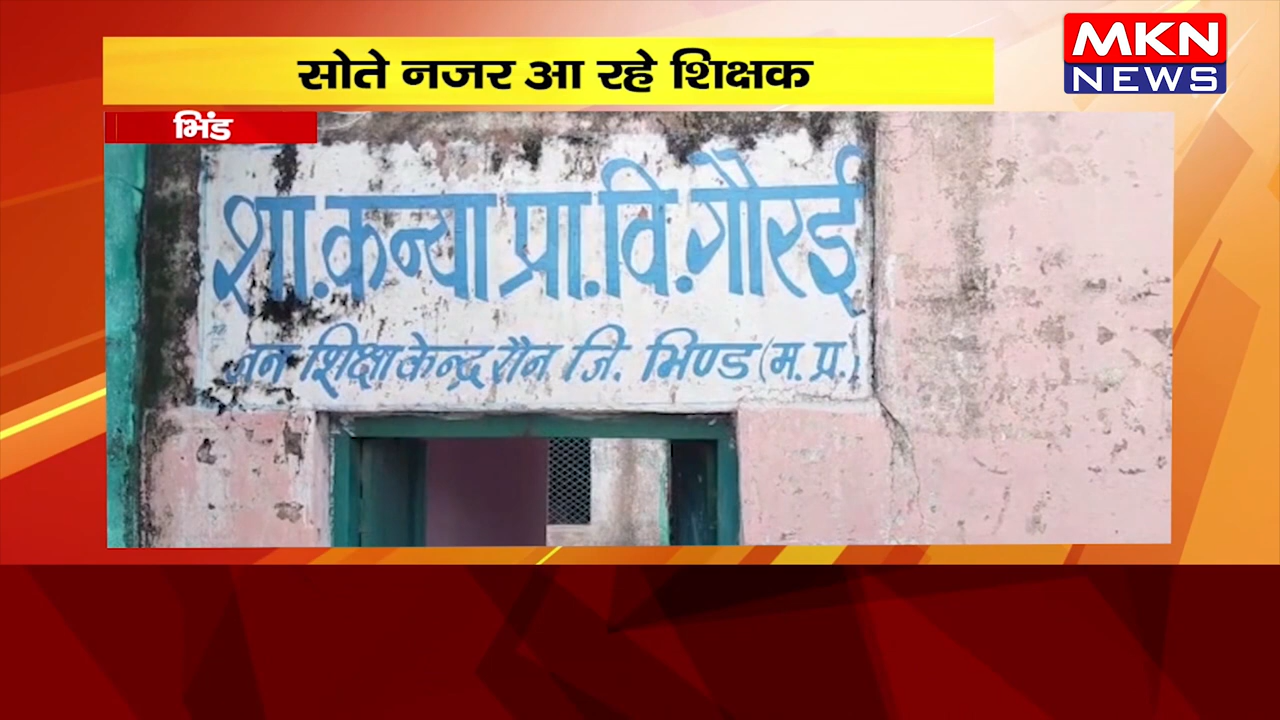 सोते नजर आ रहे शिक्षक
MKN
NEWS
भिंड
शा.कन्या प्रा.वि.गौरई
जन शिक्षा केन्द्र रौन जि. भिण्ड (म.प्र.)